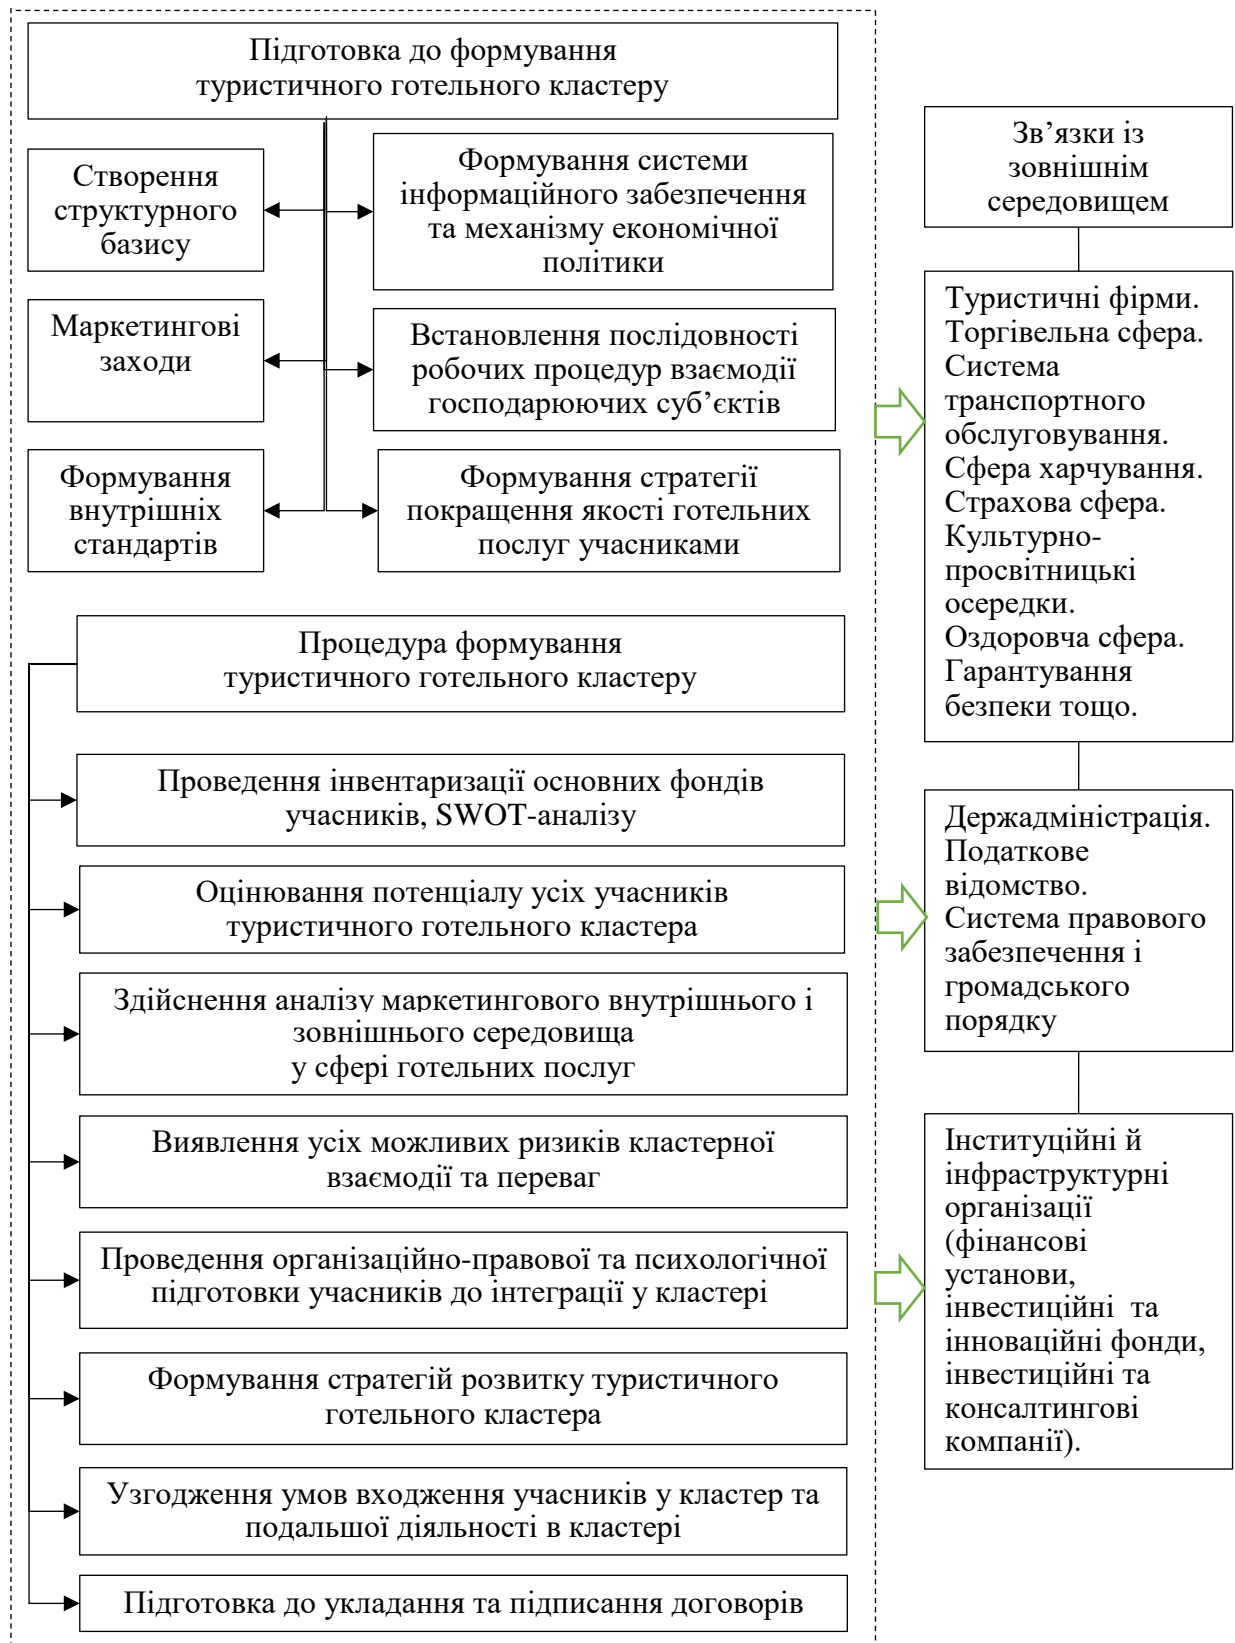 Підготовка до формування
туристичного готельного кластеру
Створення
структурного
базису
Формування системи
інформаційного забезпечення
та механізму економічної
політики
Маркетингові
заходи
Встановлення послідовності
робочих процедур взаємодії
господарюючих суб’єктів
Формування
внутрішніх
стандартів
Формування стратегії
покращення якості готельних
послуг учасниками
Процедура формування
туристичного готельного кластеру
Проведення інвентаризації основних фондів
учасників, SWOT-аналізу
Оцінювання потенціалу усіх учасників
туристичного готельного кластера
Здійснення аналізу маркетингового внутрішнього і
зовнішнього середовища
у сфері готельних послуг
Виявлення усіх можливих ризиків кластерної
взаємодії та переваг
Проведення організаційно-правової та психологічної
підготовки учасників до інтеграції у кластері
Формування стратегій розвитку туристичного
готельного кластера
Узгодження умов входження учасників у кластер та
подальшої діяльності в кластері
Підготовка до укладання та підписання договорів
Зв’язки із
зовнішнім
середовищем
Туристичні фірми.
Торгівельна сфера.
Система
транспортного
обслуговування.
Сфера харчування.
Страхова сфера.
Культурно-
просвітницькі
осередки.
Оздоровча сфера.
Гарантування
безпеки тощо.
Держадміністрація.
Податкове
відомство.
Система правового
забезпечення і
громадського
порядку
Інституційні й
інфраструктурні
організації
(фінансові
установи,
інвестиційні та
інноваційні фонди,
інвестиційні та
консалтингові
компанії).